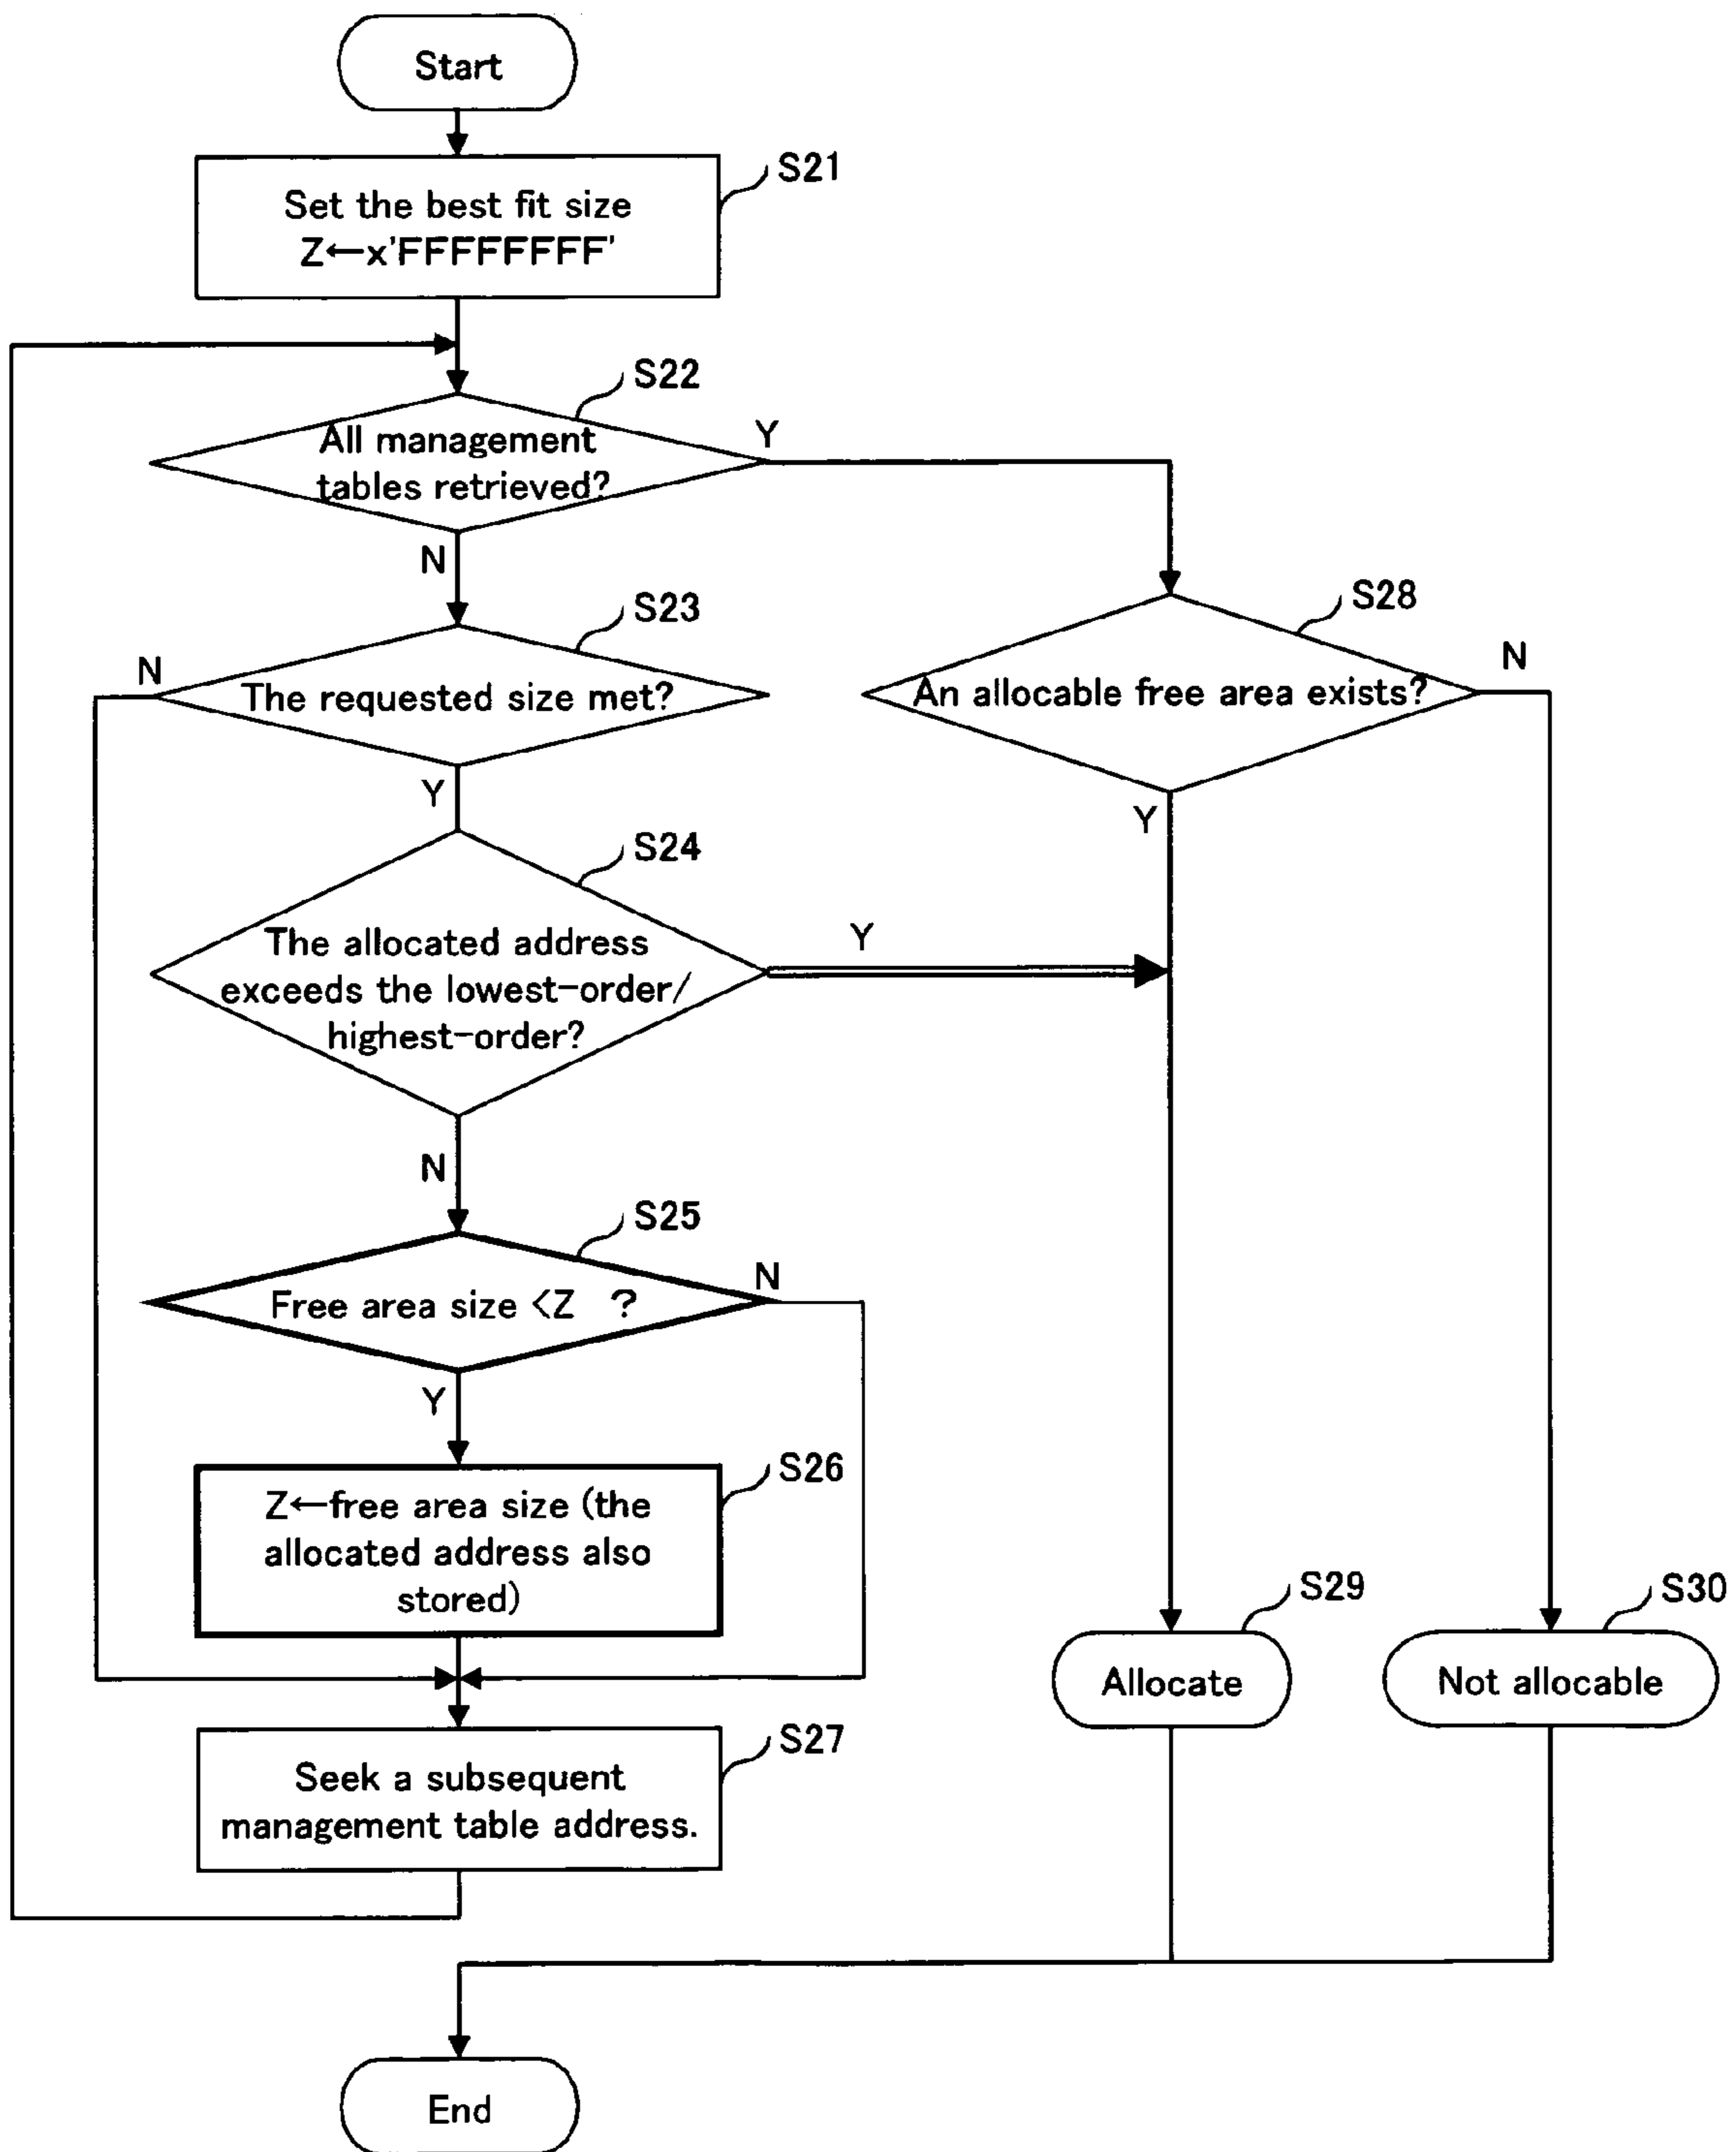 Start
S21
Set the best fit size
Z←x'FFFFFFFF'
S22
All management
tables retrieved?
Y
N
S23
The requested size met?
N
Y
S28
An allocable free area exists?
N
Y
S24
The allocated address
exceeds the lowest-order/
highest-order?
Y
N
S25
Free area size <Z ?
N
Y
S26
Z←free area size (the
allocated address also
stored)
S27
Seek a subsequent
management table address.
S29
Allocate
S30
Not allocable
End